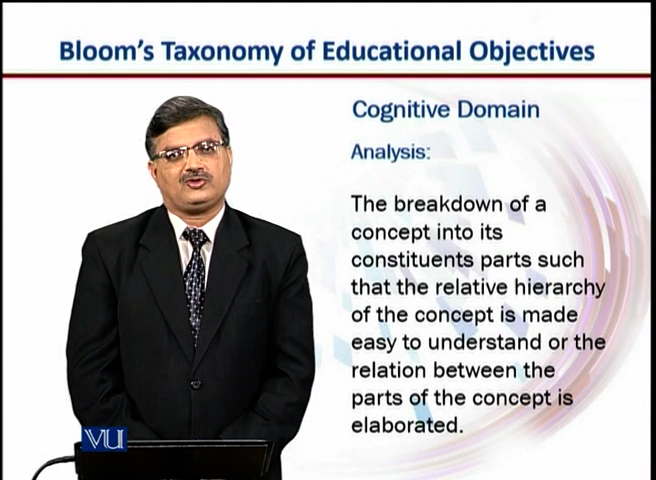 Bloom's Taxonomy of Educational Objectives
Cognitive Domain
Analysis:
The breakdown of a
concept into its
constituents parts such
that the relative hierarchy
of the concept is made
easy to understand or the
relation between the
parts of the concept is
elaborated.
VU